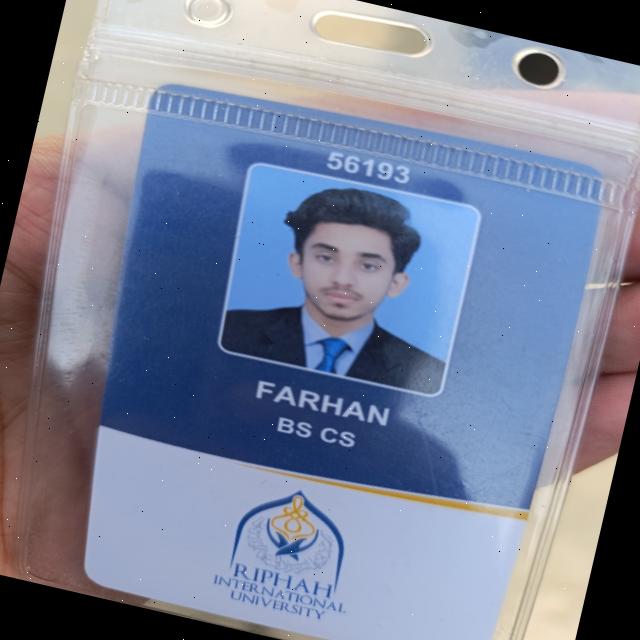 56193
FARHAN
BS CS
RIPHAH
INTERNATIONAL
UNIVERSITY